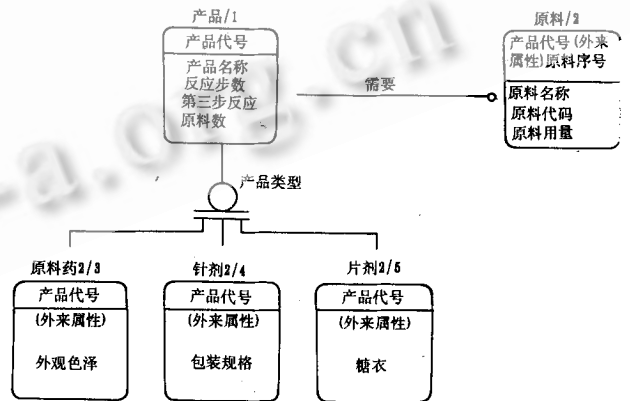 产品/1
产品代号
产品名称
反应步数
第三步反应
原料数
需要
原料/2
产品代号(外来
属性)原料序号
原料名称
原料代码
原料用量
产品类型
原料药2/3
产品代号
(外来属性)
外观色泽
针剂2/4
产品代号
(外来属性)
包装规格
片剂2/5
产品代号
(外来属性)
糖衣
-a.org.cn